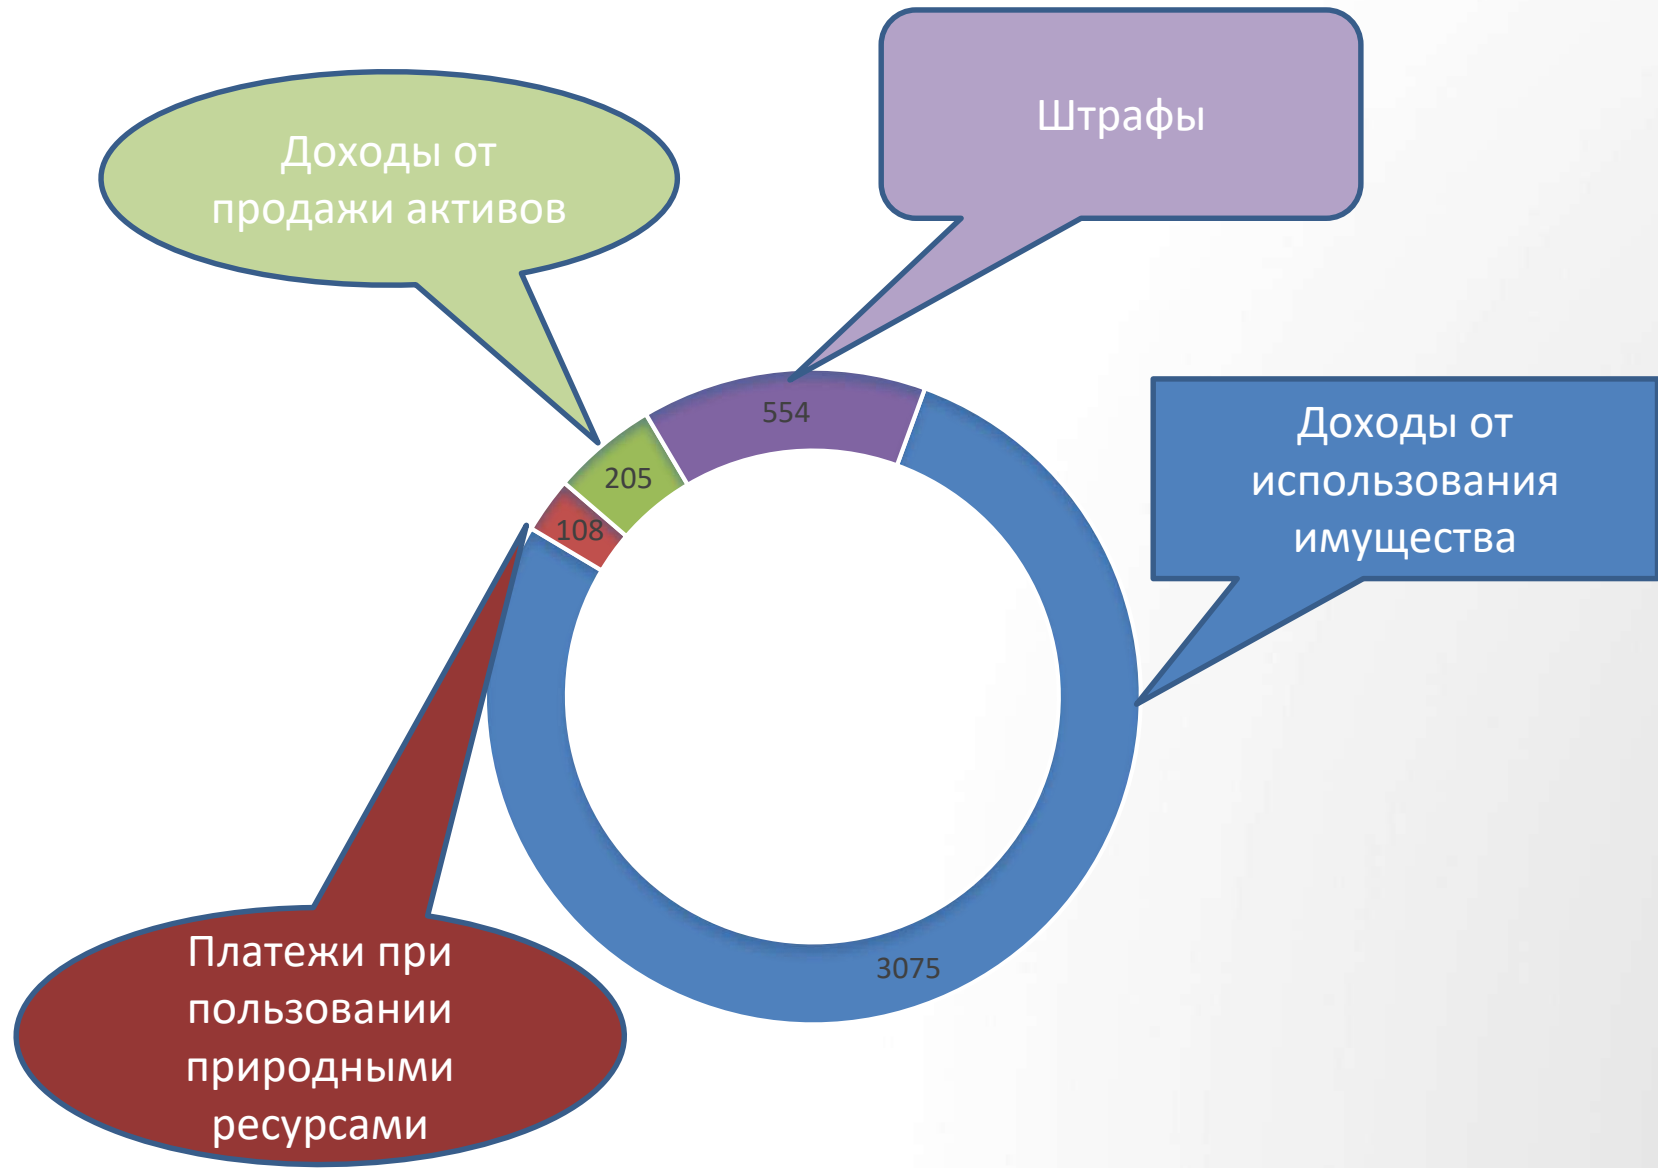 Штрафы
Доходы от
продажи активов
Доходы от
использования
имущества
554
205
108
3075
Платежи при
пользовании
природными
ресурсами